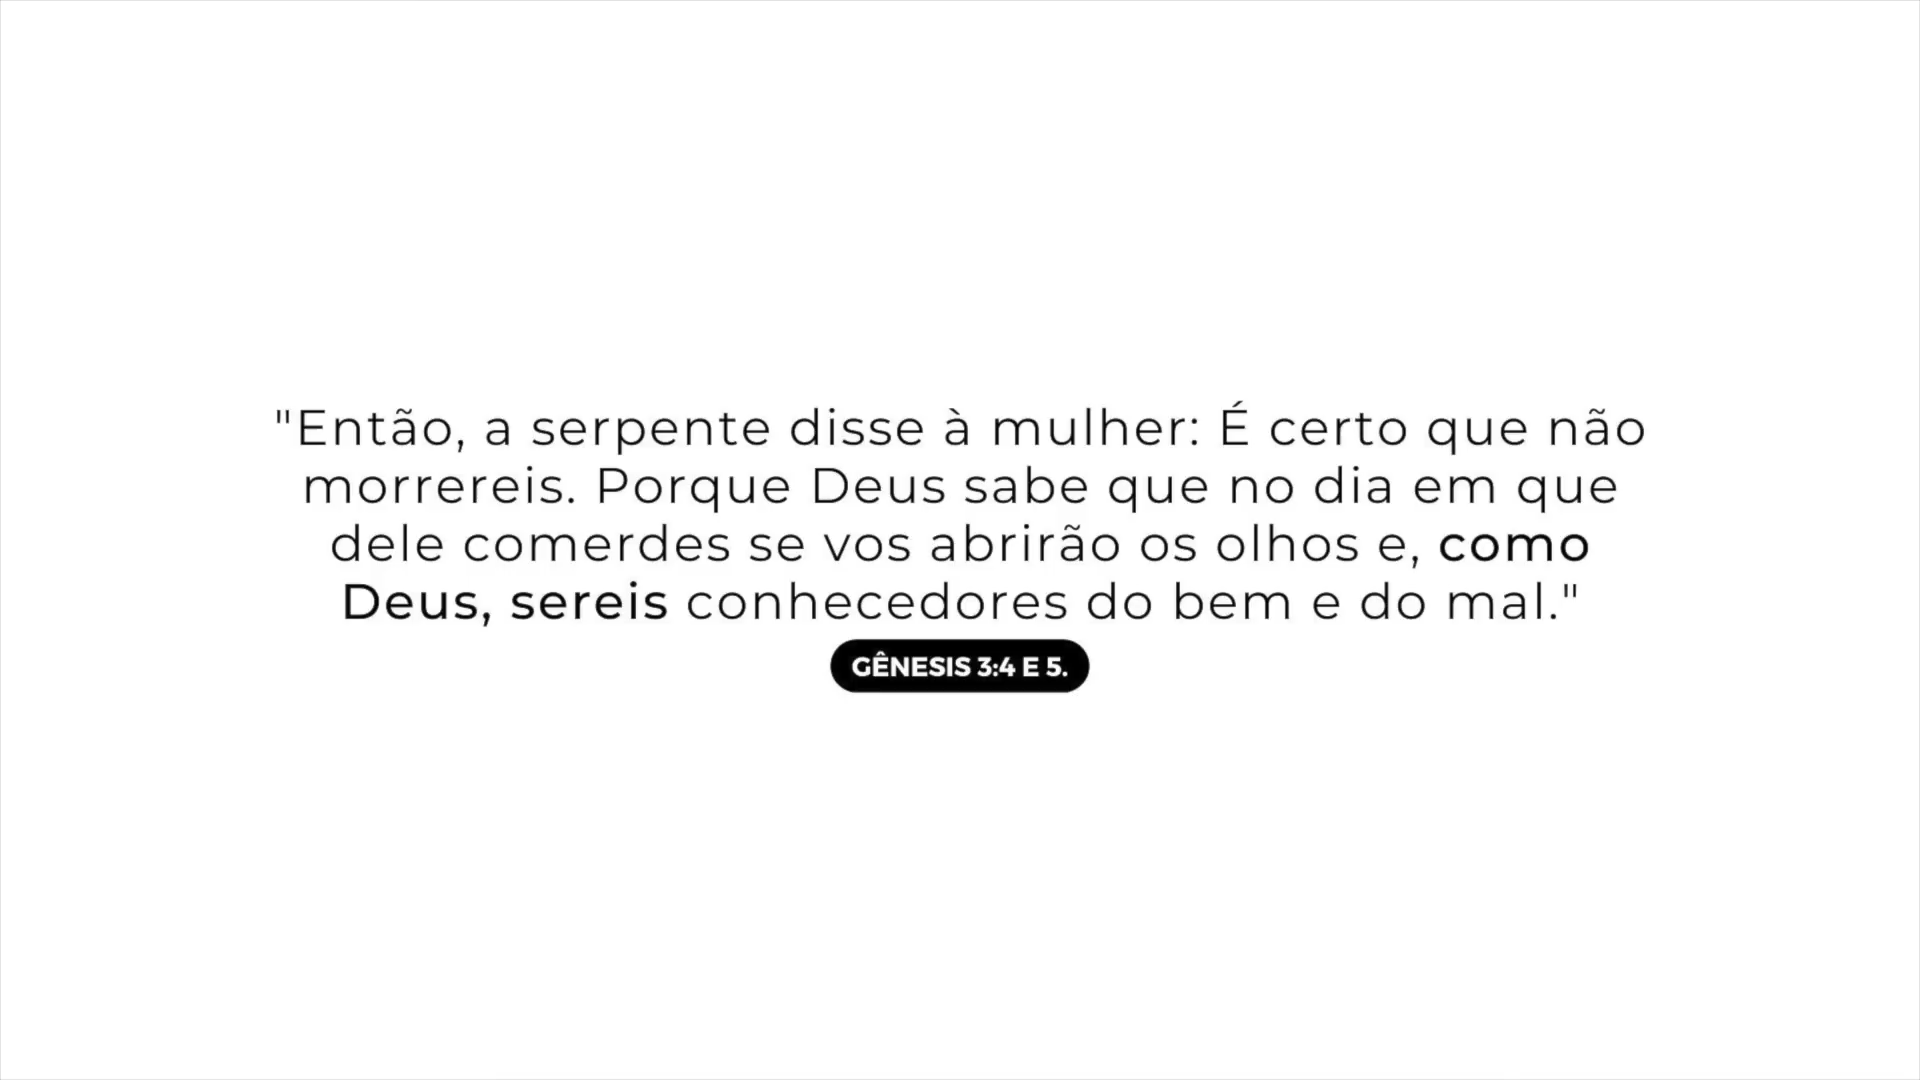 "Então, a serpente disse à mulher: É certo que não
morrereis. Porque Deus sabe que no dia em que
dele comerdes se vos abrirão os olhos e, como
Deus, sereis conhecedores do bem e do mal."
GÊNESIS 3:4 E 5.